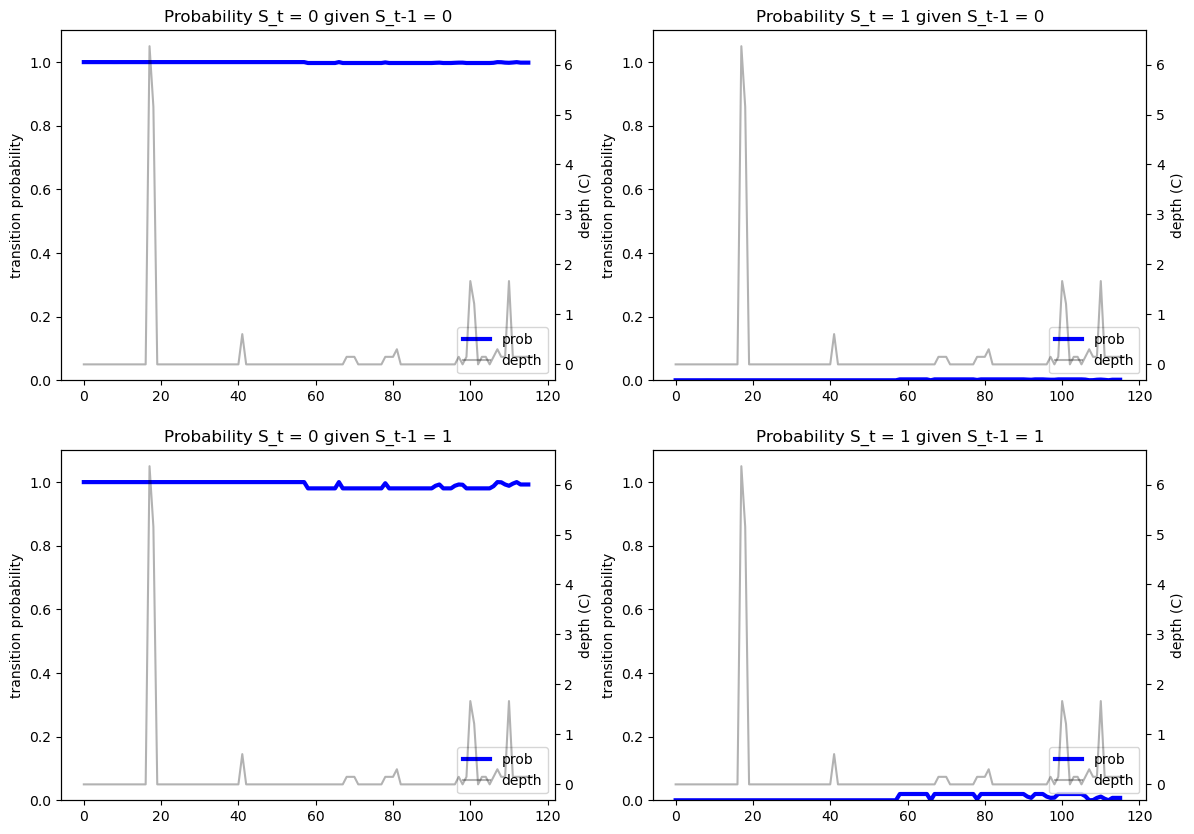 Probability S_t = 0 given S_t-1 = 0
transition probability
1.0
0.8
0.6
0.4
0.2
0.0
6
5
4
3
2
1
0
depth (C)
prob
depth
0 20 40 60 80 100 120
Probability S_t = 1 given S_t-1 = 0
transition probability
1.0
0.8
0.6
0.4
0.2
0.0
6
5
4
3
2
1
0
depth (C)
prob
depth
0 20 40 60 80 100 120
Probability S_t = 0 given S_t-1 = 1
transition probability
1.0
0.8
0.6
0.4
0.2
0.0
6
5
4
3
2
1
0
depth (C)
prob
depth
0 20 40 60 80 100 120
Probability S_t = 1 given S_t-1 = 1
transition probability
1.0
0.8
0.6
0.4
0.2
0.0
6
5
4
3
2
1
0
depth (C)
prob
depth
0 20 40 60 80 100 120